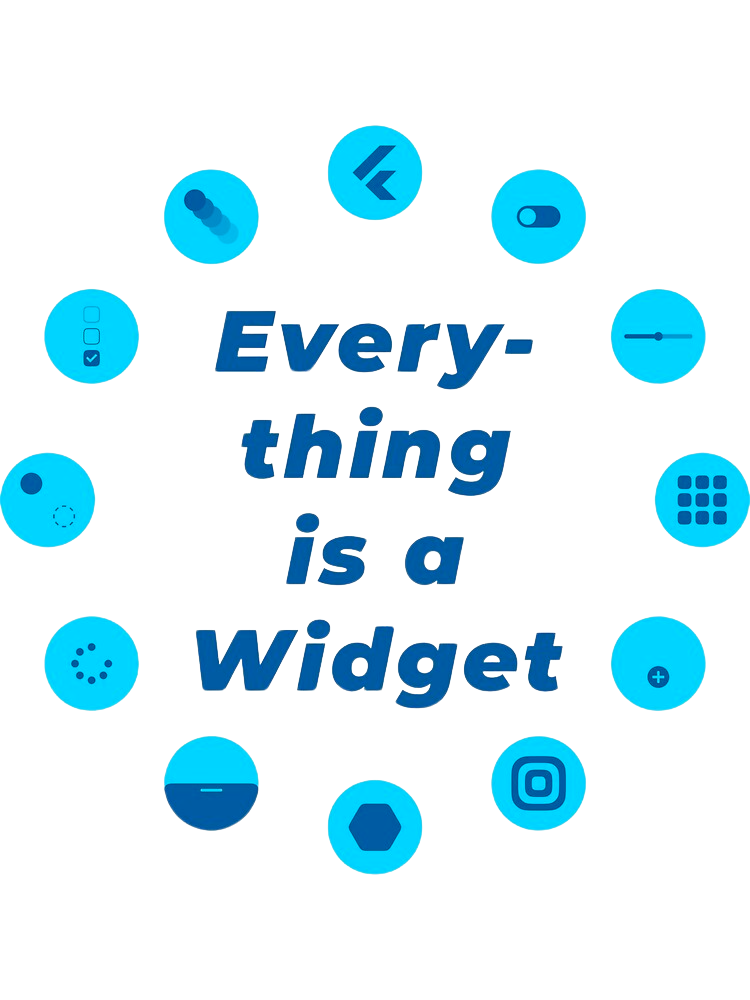 Every-
thing
is a
Widget